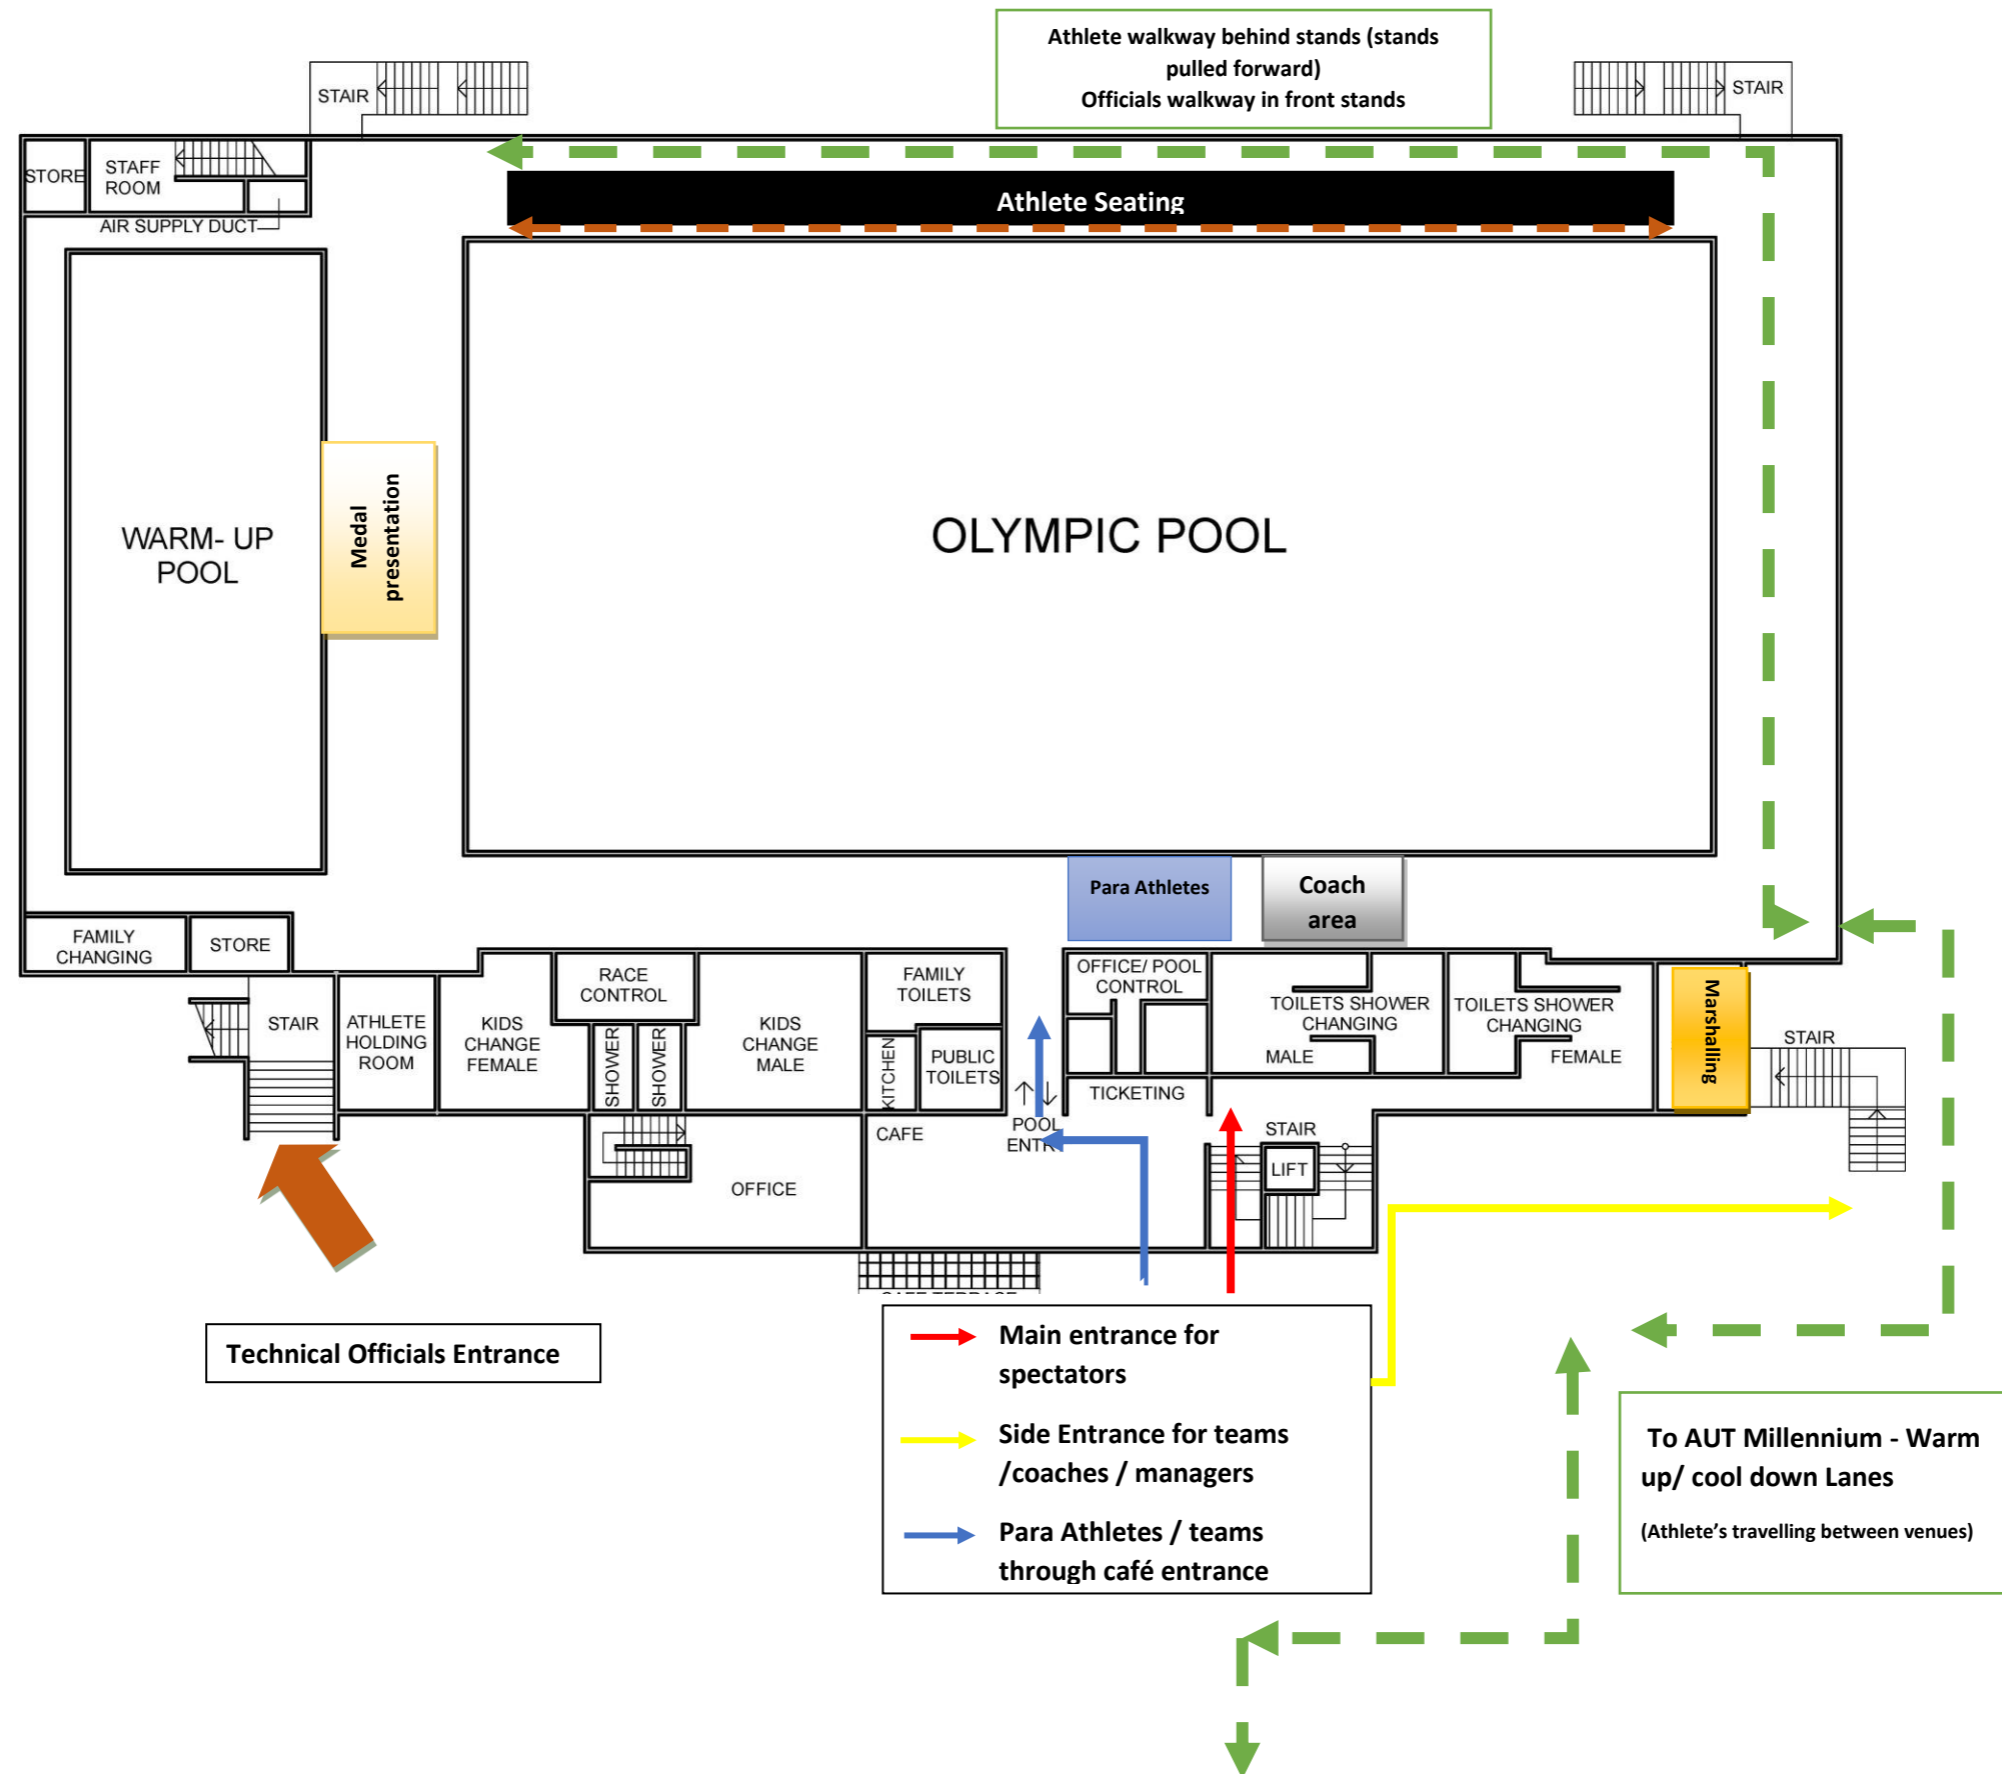 Athlete walkway behind stands (stands
pulled forward)
Officials walkway in front stands
STAIR
STAIR
STORE
STAFF
ROOM
AIR SUPPLY DUCT
Athlete Seating
WARM- UP
POOL
Medal
presentation
OLYMPIC POOL
Para Athletes
Coach
area
FAMILY
CHANGING
STORE
STAIR
ATHLETE
HOLDING
ROOM
KIDS
CHANGE
FEMALE
RACE
CONTROL
SHOWER
SHOWER
KIDS
CHANGE
MALE
FAMILY
TOILETS
KITCHEN
PUBLIC
TOILETS
OFFICE/ POOL
CONTROL
TOILETS SHOWER
CHANGING
MALE
TOILETS SHOWER
CHANGING
FEMALE
Marshalling
STAIR
TICKETING
POOL
ENTR
CAFE
OFFICE
STAIR
LIFT
CAFE TERRACE
Technical Officials Entrance
Main entrance for
spectators
Side Entrance for teams
/coaches / managers
Para Athletes / teams
through café entrance
To AUT Millennium - Warm
up/ cool down Lanes
(Athlete's travelling between venues)